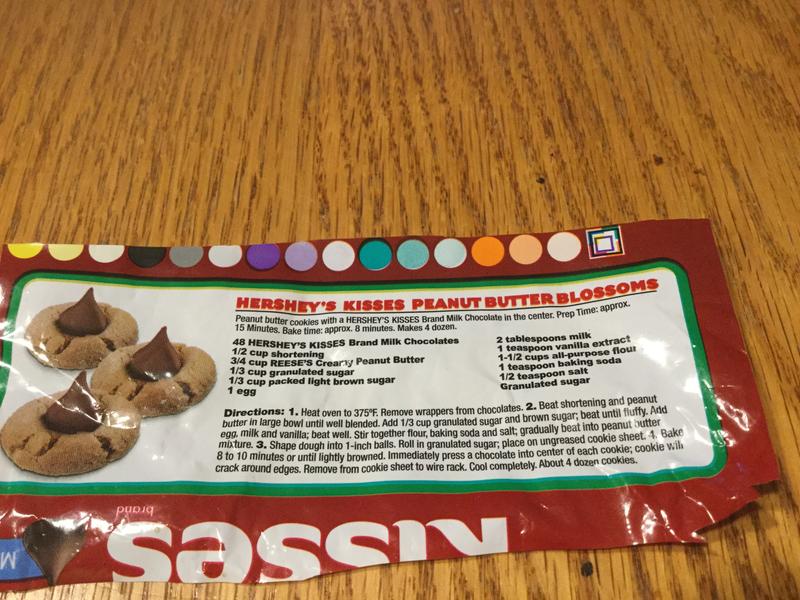 HERSHEY'S KISSES PEANUT BUTTER BLOSSOMS
Peanut butter cookies with a HERSHEY'S KISSES Brand Milk Chocolate in the center. Prep Time: approx.
15 Minutes. Bake time: approx. 8 minutes. Makes 4 dozen.
48 HERSHEY'S KISSES Brand Milk Chocolates
1/2 cup shortening
3/4 cup REESE'S Creamy Peanut Butter
1/3 cup granulated sugar
1/3 cup packed light brown sugar
1 egg
2 tablespoons milk
1 teaspoon vanilla extract
1-1/2 cups all-purpose flour
1 teaspoon baking soda
1/2 teaspoon salt
Granulated sugar
Directions: 1. Heat oven to 375°F. Remove wrappers from chocolates. 2. Beat shortening and peanut
butter in large bowl until well blended. Add 1/3 cup granulated sugar and brown sugar; beat until fluffy. Add
egg, milk and vanilla; beat well. Stir together flour, baking soda and salt; gradually beat into peanut butter
mixture. 3. Shape dough into 1-inch balls. Roll in granulated sugar; place on ungreased cookie sheet. 4. Bake
8 to 10 minutes or until lightly browned. Immediately press a chocolate into center of each cookie; cookie will
crack around edges. Remove from cookie sheet to wire rack. Cool completely. About 4 dozen cookies.
brand
KISSES
M